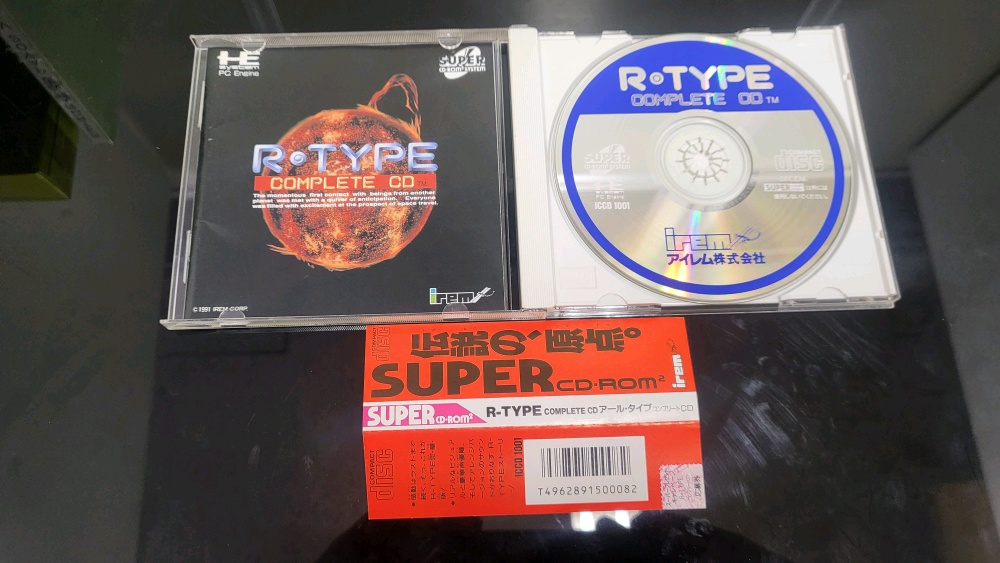 HE
system
PC Engine
SUPER
CD-ROM² SYSTEM
R•TYPE
COMPLETE CD™
The momentous first contact with beings from another
planet was met with a quiver of anticipation. Everyone
was filled with excitement at the prospect of space travel.
© 1991 IREM CORP.
irem
R•TYPE
COMPLETE CD™
SUPER
COMPACT
disc
PC Engine
ICCD 1001
SUPER
irem
アイレム株式会社
伝説の、原点。
SUPER CD-ROM²
irem
SUPER CD-ROM²
R-TYPE COMPLETE CD アール・タイプ コンプリートCD
COMPACT
disc
ICCD 1001
T4962891500082